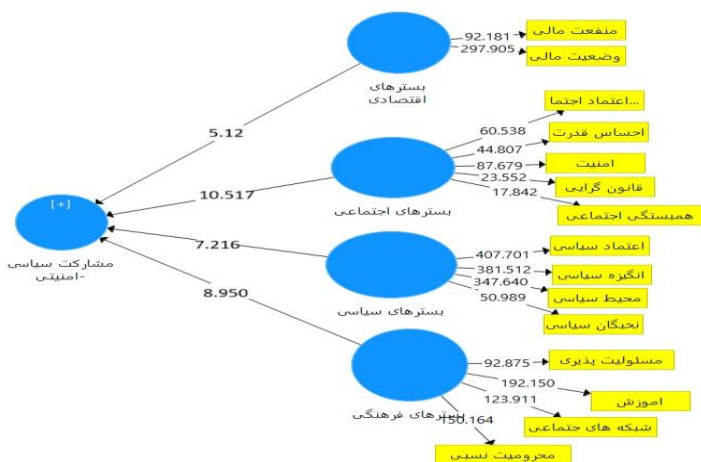 92.181
منفعت مالی
297.905
وضعیت مالی
بسترهای
اقتصادی
5.12
60.538
اعتماد اجتما...
44.807
احساس قدرت
87.679
امنیت
23.552
قانون گرایی
17.842
همبستگی اجتماعی
بسترهای اجتماعی
10.517
[+]
مشارکت سیاسی
-امنیتی
7.216
407.701
اعتماد سیاسی
381.512
انگیزه سیاسی
347.640
محیط سیاسی
50.989
نخبگان سیاسی
بسترهای سیاسی
8.950
92.875
مسئولیت پذیری
192.150
اموزش
123.911
شبکه های جتماعی
150.164
محرومیت نسبی
بسترهای فرهنگی